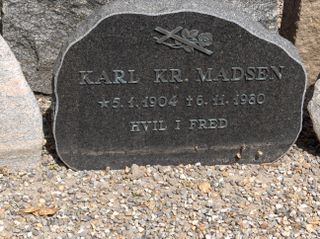 KARL KR. MADSEN
*5.1.1904 ✝6.11.1980
HVIL I FRED